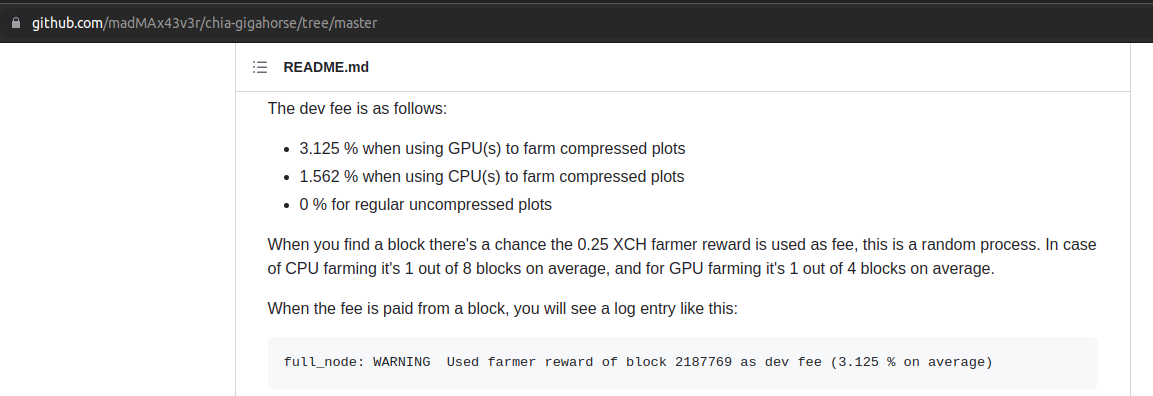 github.com/madMAx43v3r/chia-gigahorse/tree/master
README.md
The dev fee is as follows:
• 3.125 % when using GPU(s) to farm compressed plots
• 1.562 % when using CPU(s) to farm compressed plots
• 0 % for regular uncompressed plots
When you find a block there's a chance the 0.25 XCH farmer reward is used as fee, this is a random process. In case
of CPU farming it's 1 out of 8 blocks on average, and for GPU farming it's 1 out of 4 blocks on average.
When the fee is paid from a block, you will see a log entry like this:
full_node: WARNING  Used farmer reward of block 2187769 as dev fee (3.125 % on average)